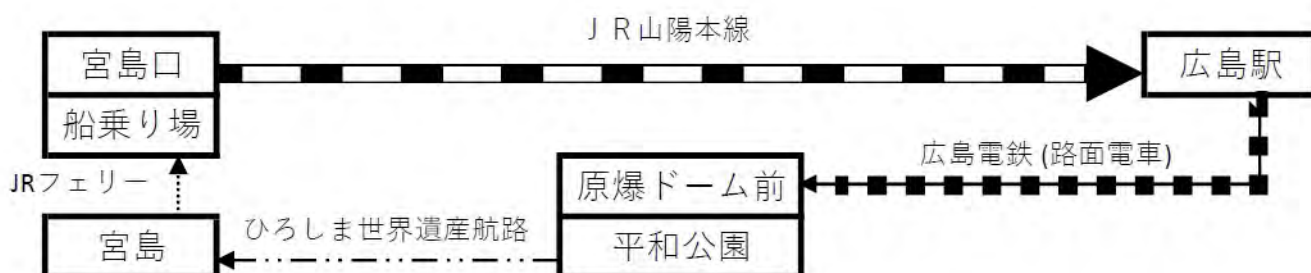 JR山陽本線
宮島口
広島駅
船乗り場
広島電鉄(路面電車)
JRフェリー
原爆ドーム前
宮島
ひろしま世界遺産航路
平和公園